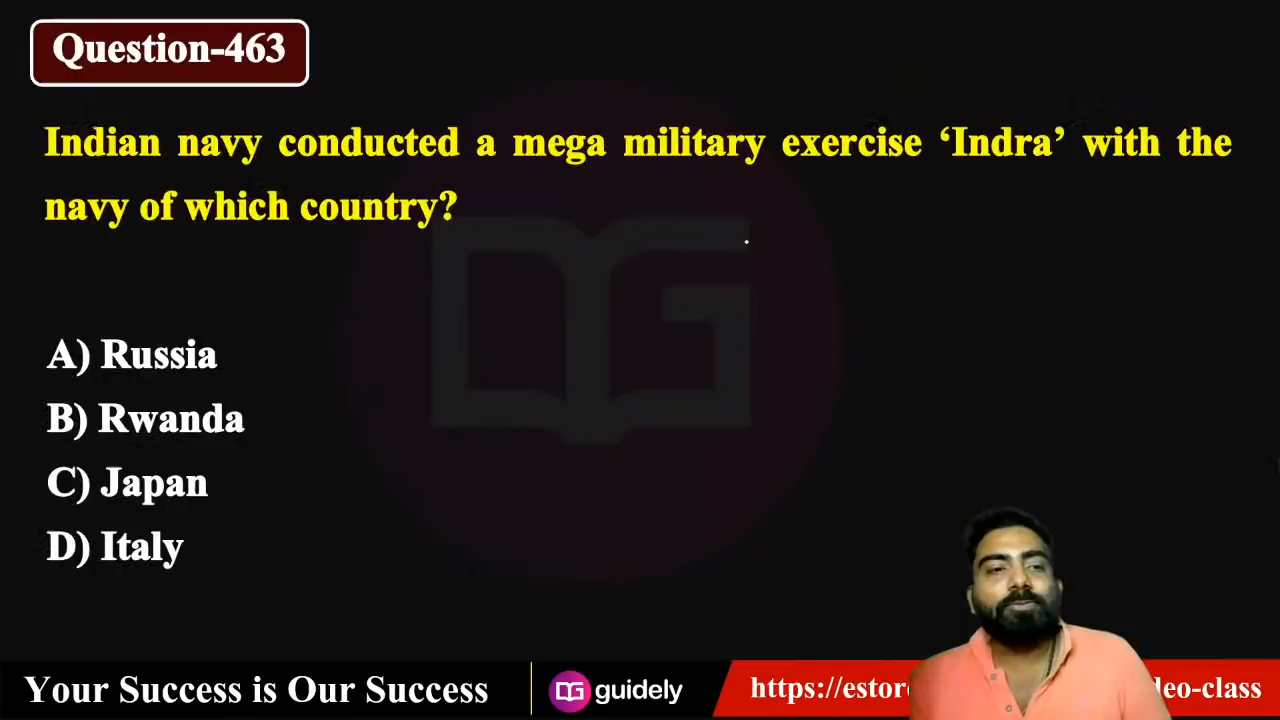 Question-463
Indian navy conducted a mega military exercise ‘Indra’ with the
navy of which country?
A) Russia
B) Rwanda
C) Japan
D) Italy
Your Success is Our Success
guidely
https://estor
deo-class